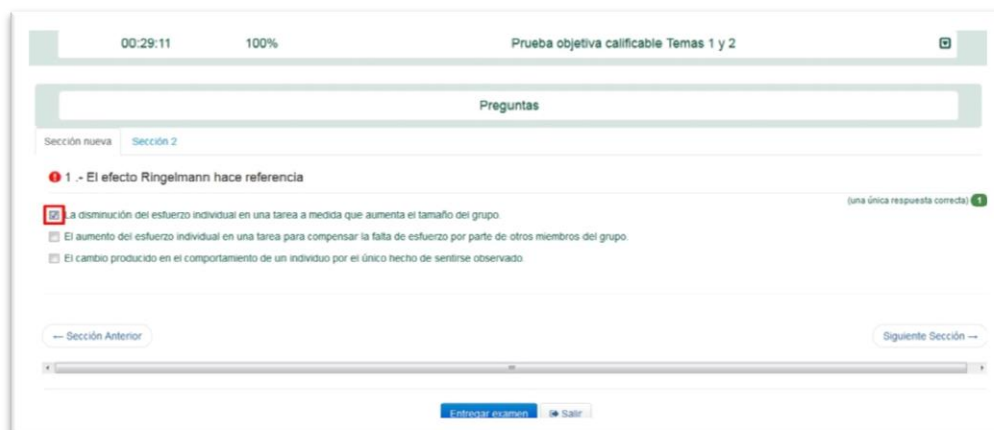 00:29:11 100% Prueba objetiva calificable Temas 1 y 2
Preguntas
Sección nueva Sección 2
1 .- El efecto Ringelmann hace referencia
(una única respuesta correcta) 1
La disminución del esfuerzo individual en una tarea a medida que aumenta el tamaño del grupo.
El aumento del esfuerzo individual en una tarea para compensar la falta de esfuerzo por parte de otros miembros del grupo.
El cambio producido en el comportamiento de un individuo por el único hecho de sentirse observado.
← Sección Anterior Siguiente Sección →
Entregar examen Salir